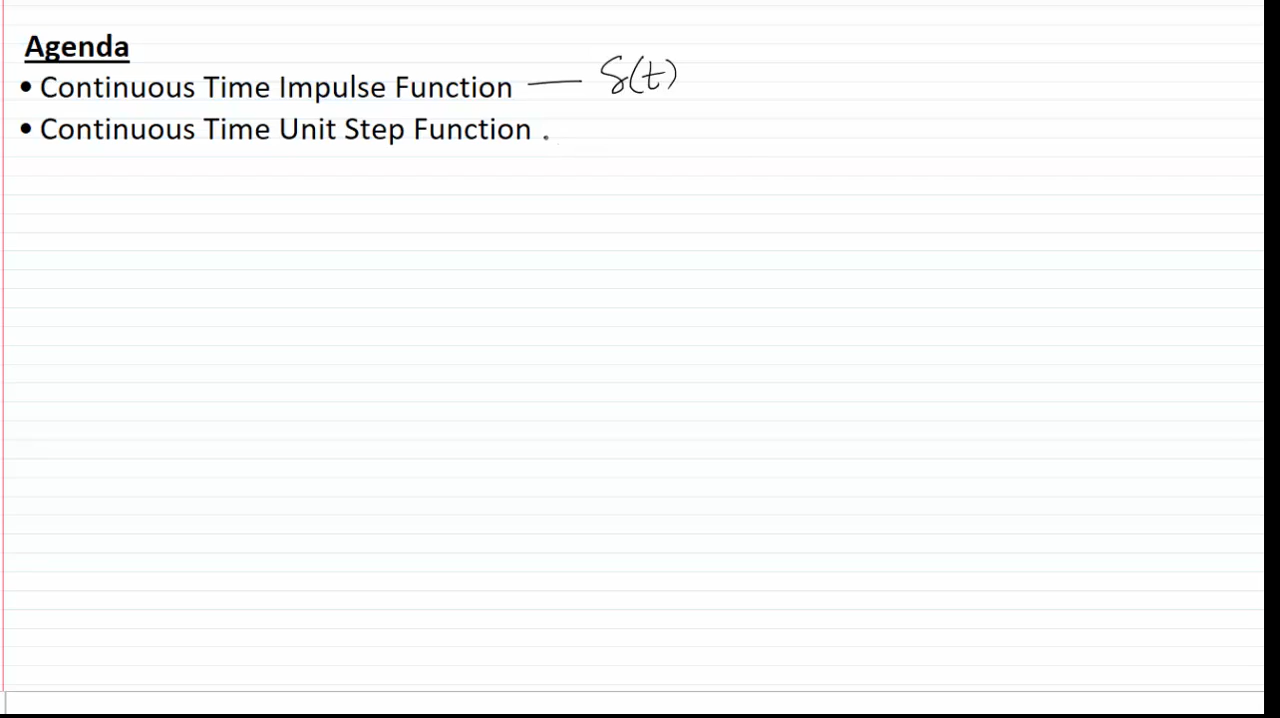 Agenda
• Continuous Time Impulse Function — δ(t)
• Continuous Time Unit Step Function .